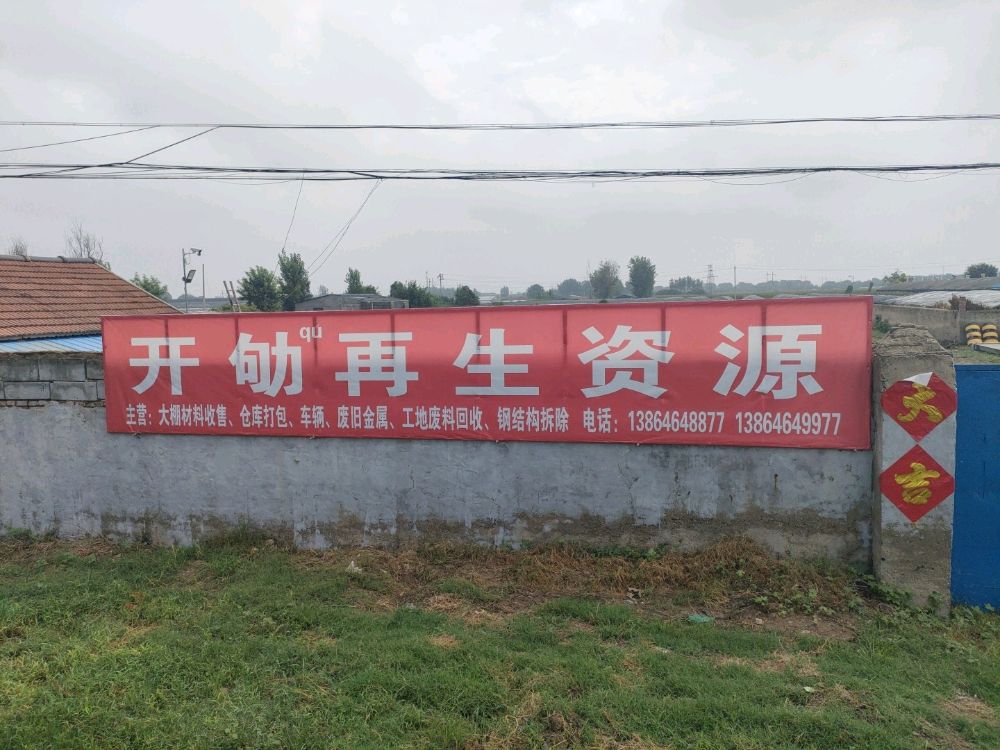 开劬再生资源
qu
主营：大棚材料收售、仓库打包、车辆、废旧金属、工地废料回收、钢结构拆除 电话：13864648877 13864649977
大
吉